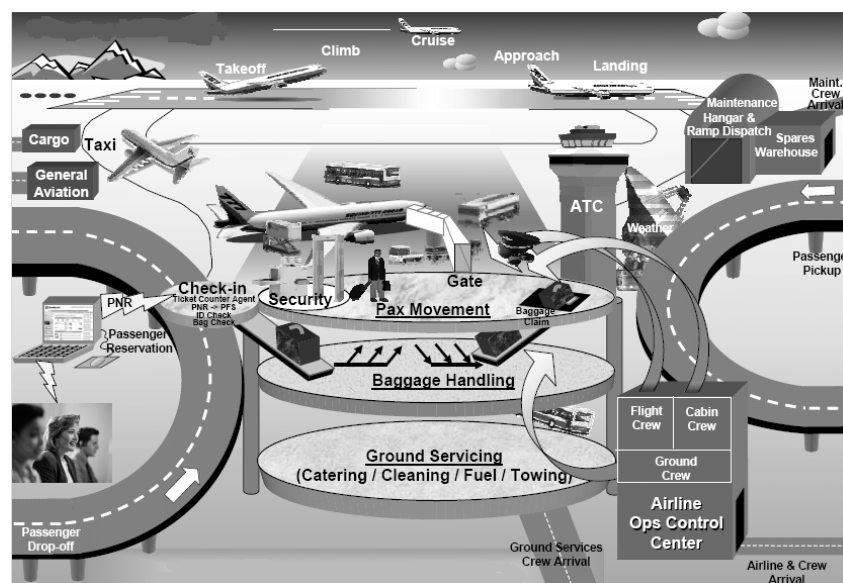 Cruise
Climb
Takeoff
Approach
Landing
Maint.
Crew
Arrival
Maintenance
Hangar &
Ramp Dispatch
Spares
Warehouse
Cargo
Taxi
General
Aviation
ATC
Weather
Passenger
Pickup
Check-in
Ticket Counter Agent
PNR -> PFS
ID Check
Bag Check
Security
Gate
Pax Movement
Baggage
Claim
PNR
Passenger
Reservation
Baggage Handling
Flight
Crew
Cabin
Crew
Ground
Crew
Ground Servicing
(Catering / Cleaning / Fuel / Towing)
Airline
Ops Control
Center
Passenger
Drop-off
Ground Services
Crew Arrival
Airline & Crew
Arrival